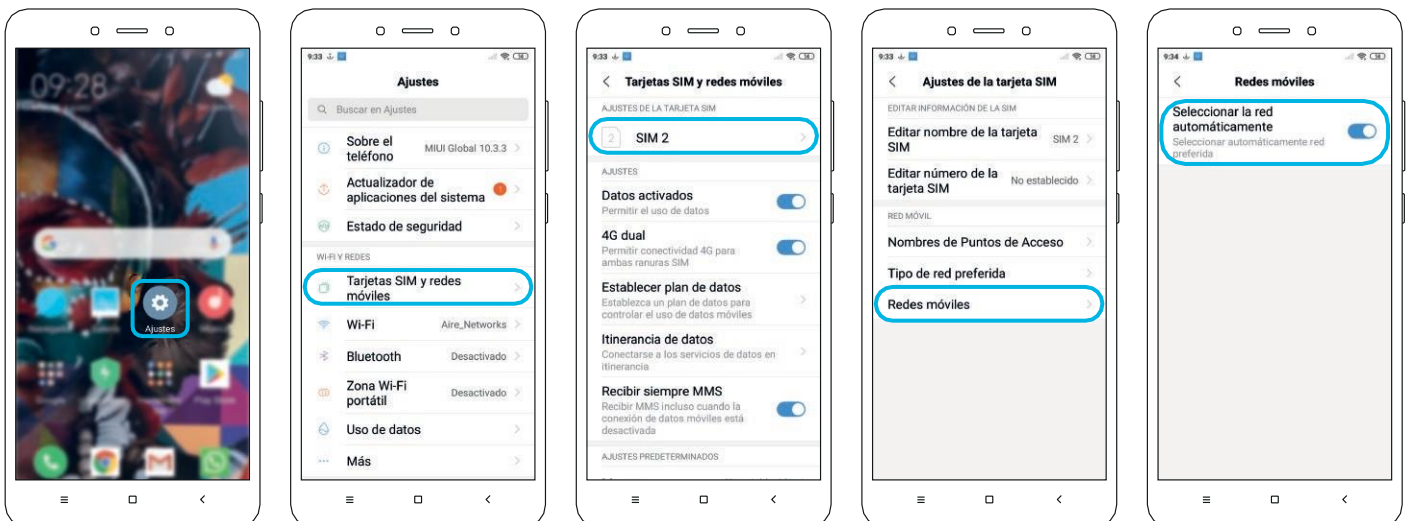 09:28
Ajustes
9:33
Ajustes
Buscar en Ajustes
Sobre el
teléfono
MIUI Global 10.3.3
Actualizador de
aplicaciones del sistema
Estado de seguridad
WI-FI Y REDES
Tarjetas SIM y redes
móviles
Wi-Fi
Aire_Networks
Bluetooth
Desactivado
Zona Wi-Fi
portátil
Desactivado
Uso de datos
Más
9:33
Tarjetas SIM y redes móviles
AJUSTES DE LA TARJETA SIM
2 SIM 2
AJUSTES
Datos activados
Permitir el uso de datos
4G dual
Permitir conectividad 4G para
ambas ranuras SIM
Establecer plan de datos
Establezca un plan de datos para
controlar el uso de datos móviles
Itinerancia de datos
Conectarse a los servicios de datos en
itinerancia
Recibir siempre MMS
Recibir MMS incluso cuando la
conexión de datos móviles está
desactivada
AJUSTES PREDETERMINADOS
9:33
Ajustes de la tarjeta SIM
EDITAR INFORMACIÓN DE LA SIM
Editar nombre de la tarjeta
SIM
SIM 2
Editar número de la
tarjeta SIM
No establecido
RED MÓVIL
Nombres de Puntos de Acceso
Tipo de red preferida
Redes móviles
9:34
Redes móviles
Seleccionar la red
automáticamente
Seleccionar automáticamente red
preferida